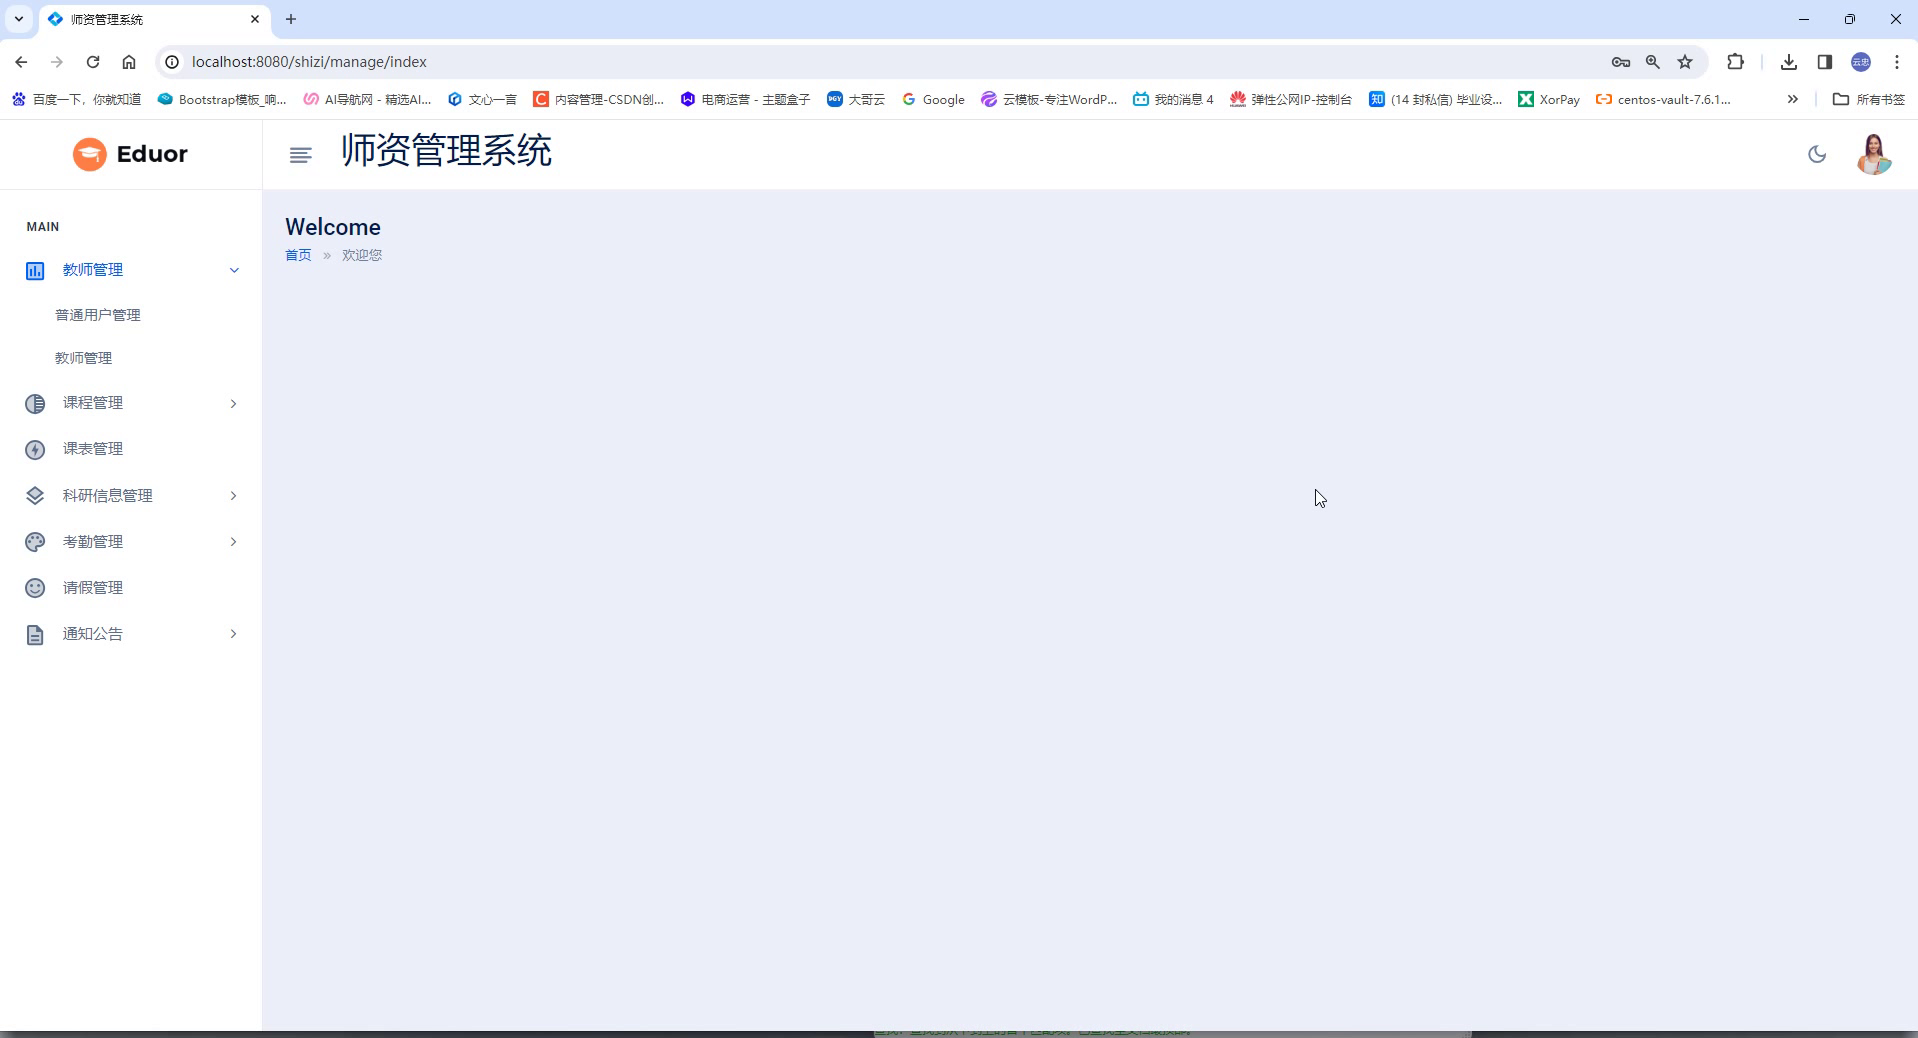 师资管理系统
localhost:8080/shizi/manage/index
云忠
百度一下，你就知道
Bootstrap模板_响...
AI导航网 - 精选AI...
文心一言
内容管理-CSDN创...
电商运营 - 主题盒子
大哥云
Google
云模板-专注WordP...
我的消息 4
弹性公网IP-控制台
(14 封私信) 毕业设...
XorPay
centos-vault-7.6.1...
所有书签
Eduor
师资管理系统
MAIN
教师管理
普通用户管理
教师管理
课程管理
课表管理
科研信息管理
考勤管理
请假管理
通知公告
Welcome
首页 » 欢迎您